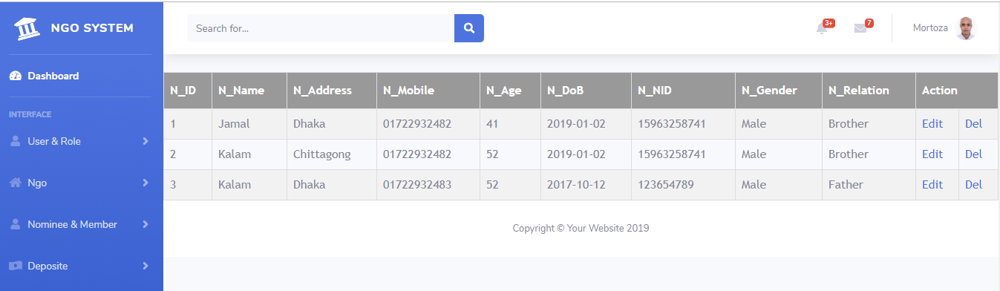 NGO SYSTEM
Search for...
3+
7
Mortoza
Dashboard
INTERFACE
User & Role
Ngo
Nominee & Member
Deposite
N_ID N_Name N_Address N_Mobile N_Age N_DoB N_NID N_Gender N_Relation Action
1 Jamal Dhaka 01722932482 41 2019-01-02 15963258741 Male Brother Edit Del
2 Kalam Chittagong 01722932482 52 2019-01-02 15963258741 Male Brother Edit Del
3 Kalam Dhaka 01722932483 52 2017-10-12 123654789 Male Father Edit Del
Copyright © Your Website 2019